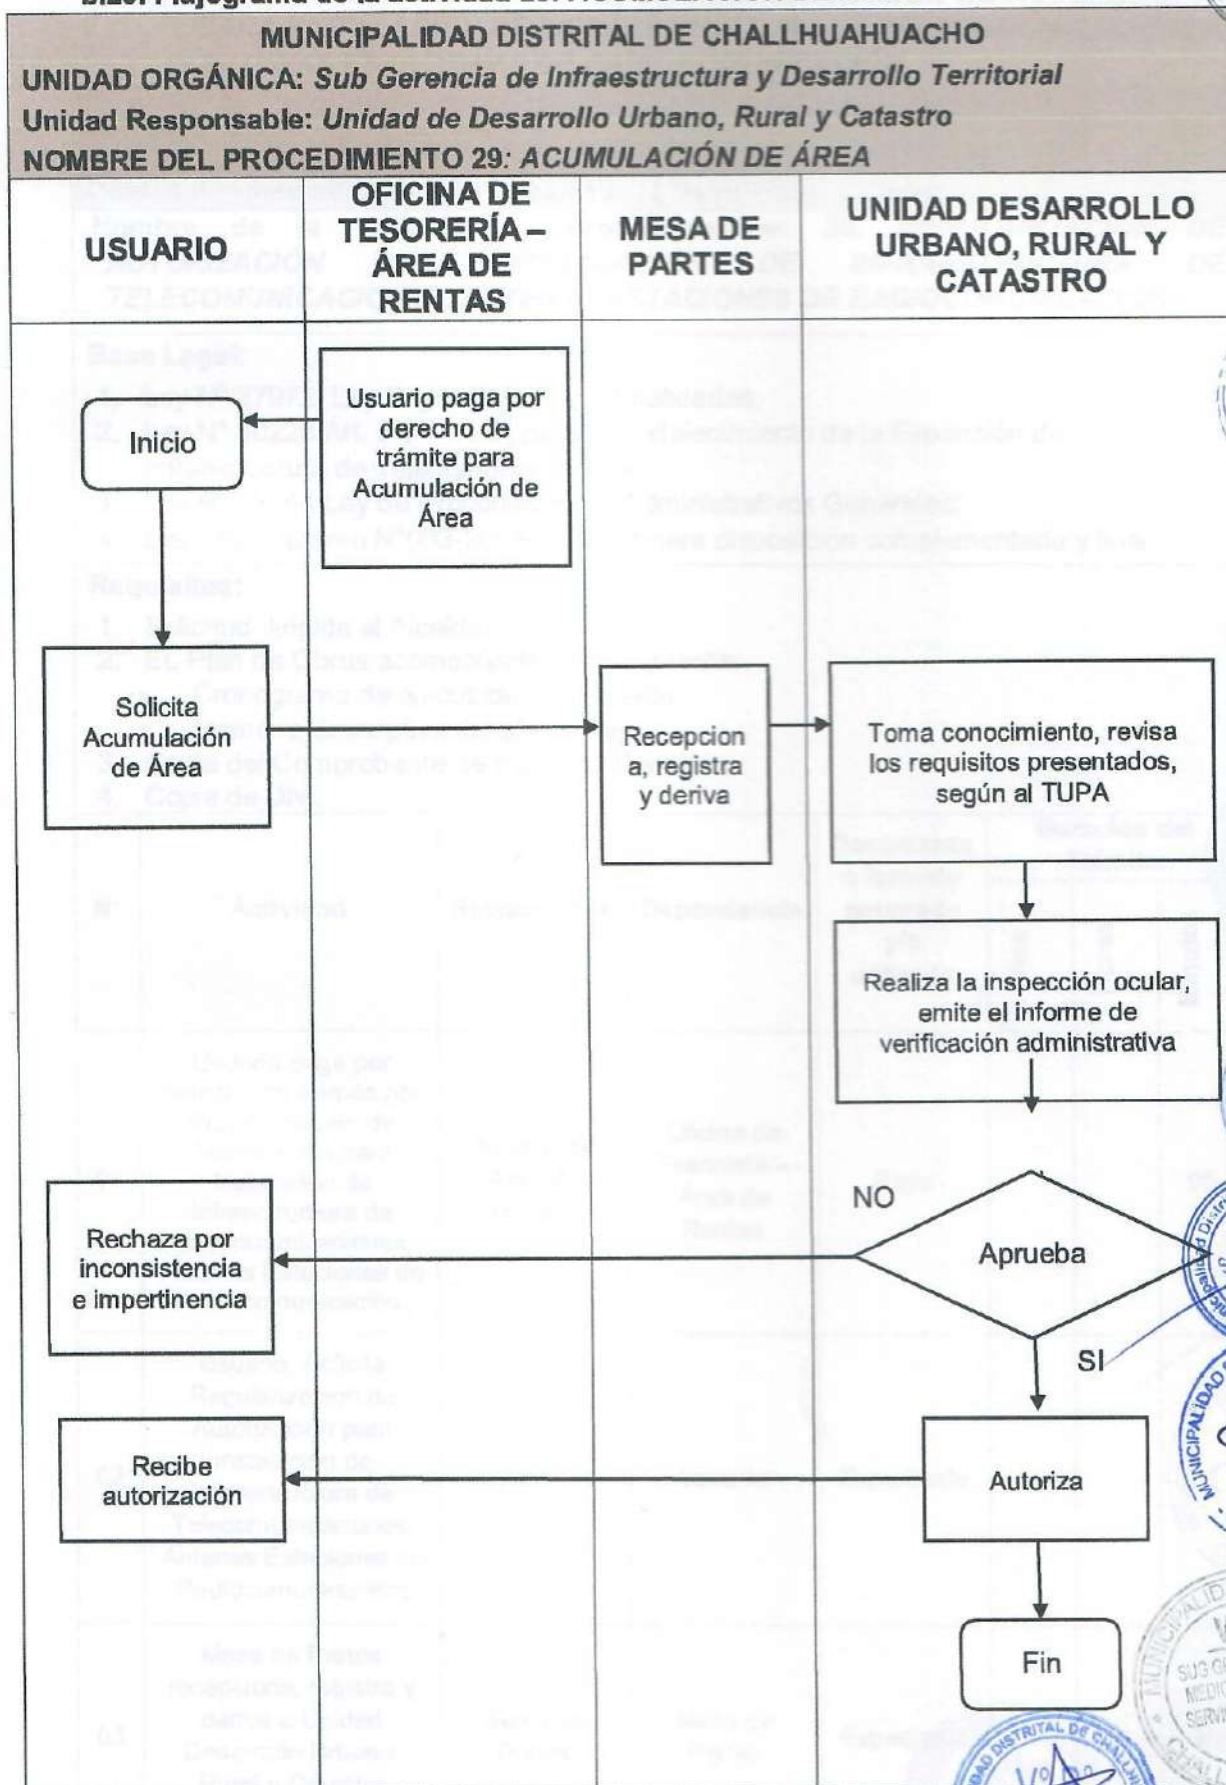 MUNICIPALIDAD DISTRITAL DE CHALLHUAHUACHO
UNIDAD ORGÁNICA: Sub Gerencia de Infraestructura y Desarrollo Territorial
Unidad Responsable: Unidad de Desarrollo Urbano, Rural y Catastro
NOMBRE DEL PROCEDIMIENTO 29: ACUMULACIÓN DE ÁREA
USUARIO
OFICINA DE
TESORERÍA –
ÁREA DE
RENTAS
MESA DE
PARTES
UNIDAD DESARROLLO
URBANO, RURAL Y
CATASTRO
Inicio
Usuario paga por
derecho de
trámite para
Acumulación de
Área
Solicita
Acumulación
de Área
Recepcion
a, registra
y deriva
Toma conocimiento, revisa
los requisitos presentados,
según al TUPA
Realiza la inspección ocular,
emite el informe de
verificación administrativa
NO
Aprueba
Rechaza por
inconsistencia
e impertinencia
SI
Recibe
autorización
Autoriza
Fin
MUNICIPALIDAD
DISTRITAL DE
V° B°